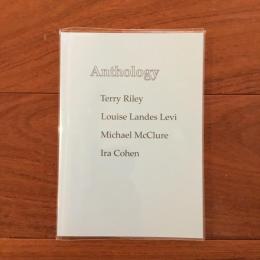 Anthology
Terry Riley
Louise Landes Levi
Michael McClure
Ira Cohen